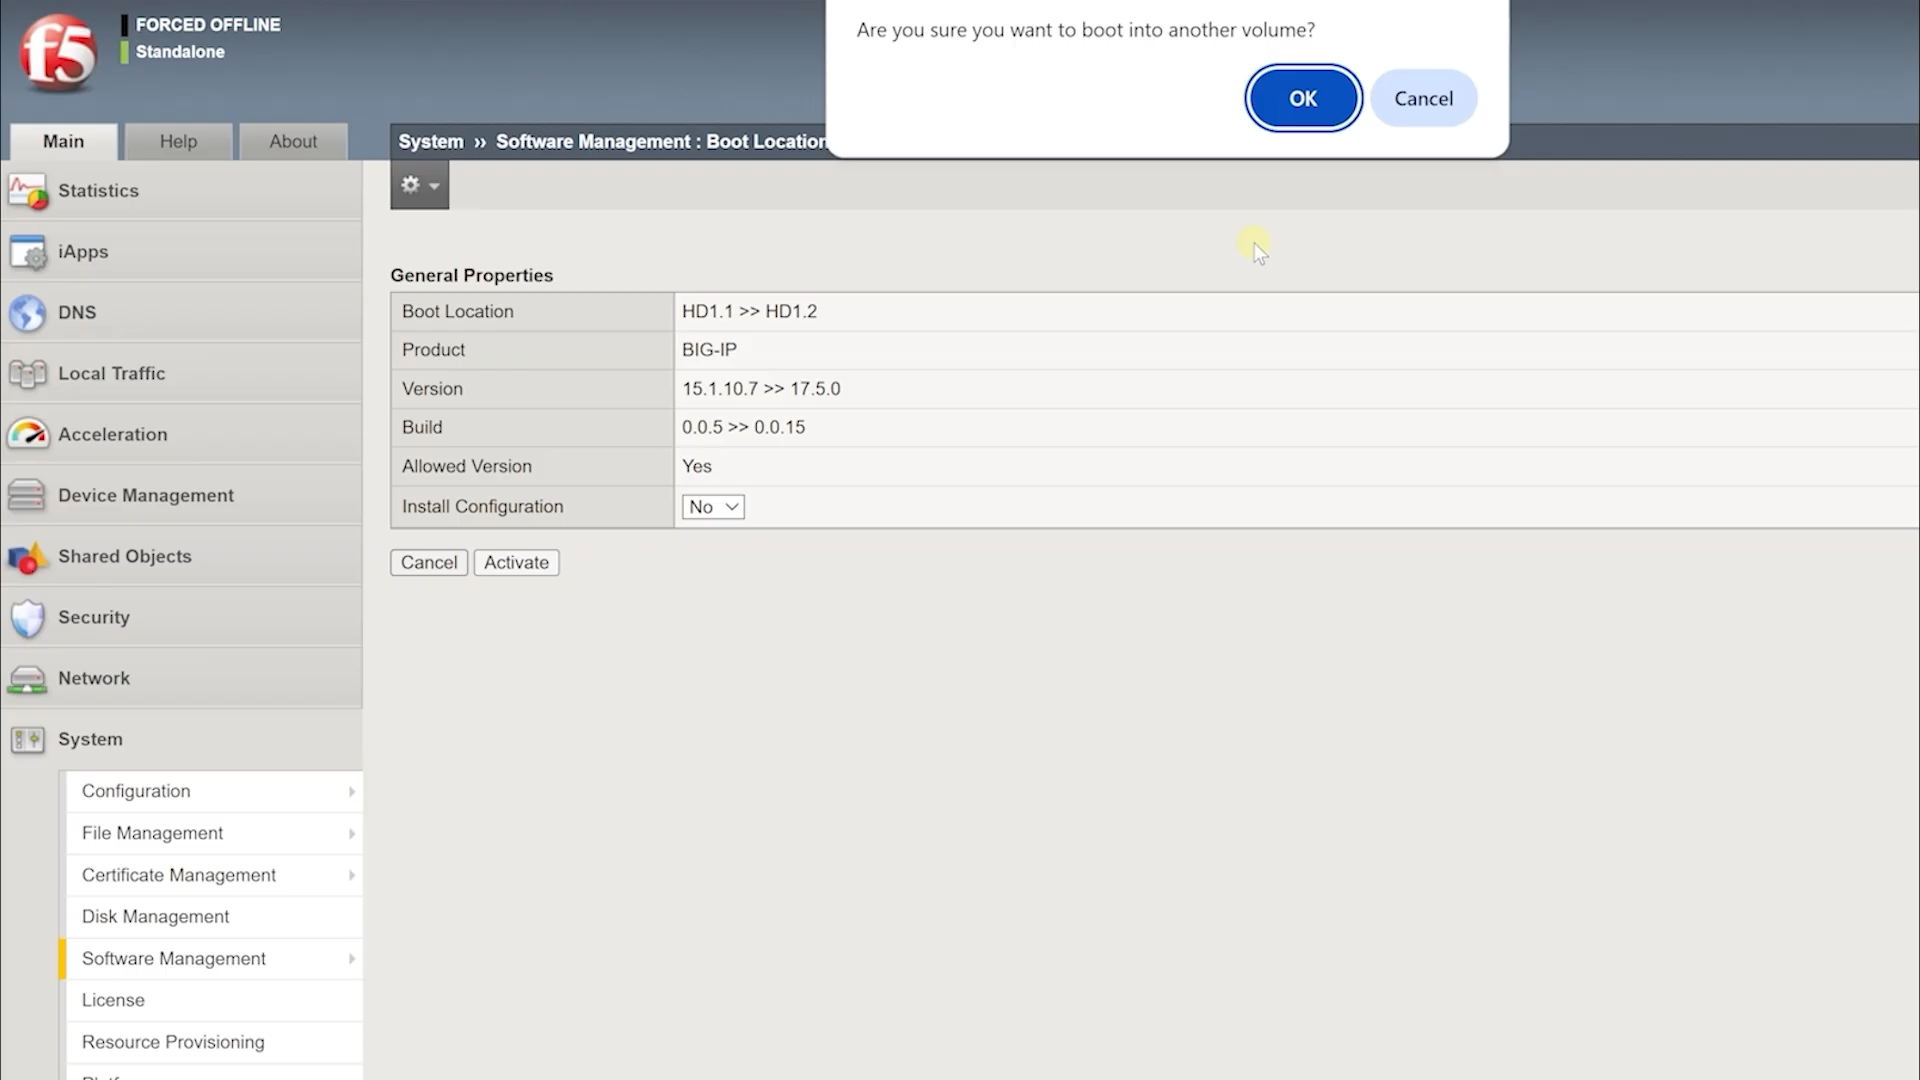 f5
FORCED OFFLINE
Standalone
Are you sure you want to boot into another volume?
OK
Cancel
Main
Help
About
System ›› Software Management : Boot Location
Statistics
iApps
DNS
Local Traffic
Acceleration
Device Management
Shared Objects
Security
Network
System
Configuration
File Management
Certificate Management
Disk Management
Software Management
License
Resource Provisioning
General Properties
Boot Location HD1.1 >> HD1.2
Product BIG-IP
Version 15.1.10.7 >> 17.5.0
Build 0.0.5 >> 0.0.15
Allowed Version Yes
Install Configuration No
Cancel Activate